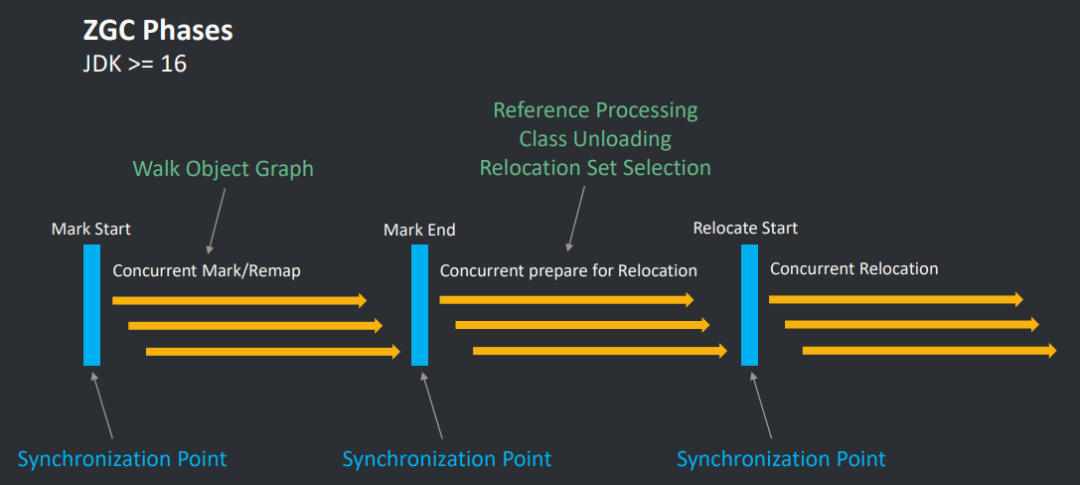 ZGC Phases
JDK >= 16
Reference Processing
Class Unloading
Relocation Set Selection
Walk Object Graph
Mark Start
Mark End
Relocate Start
Concurrent Mark/Remap
Concurrent prepare for Relocation
Concurrent Relocation
Synchronization Point
Synchronization Point
Synchronization Point